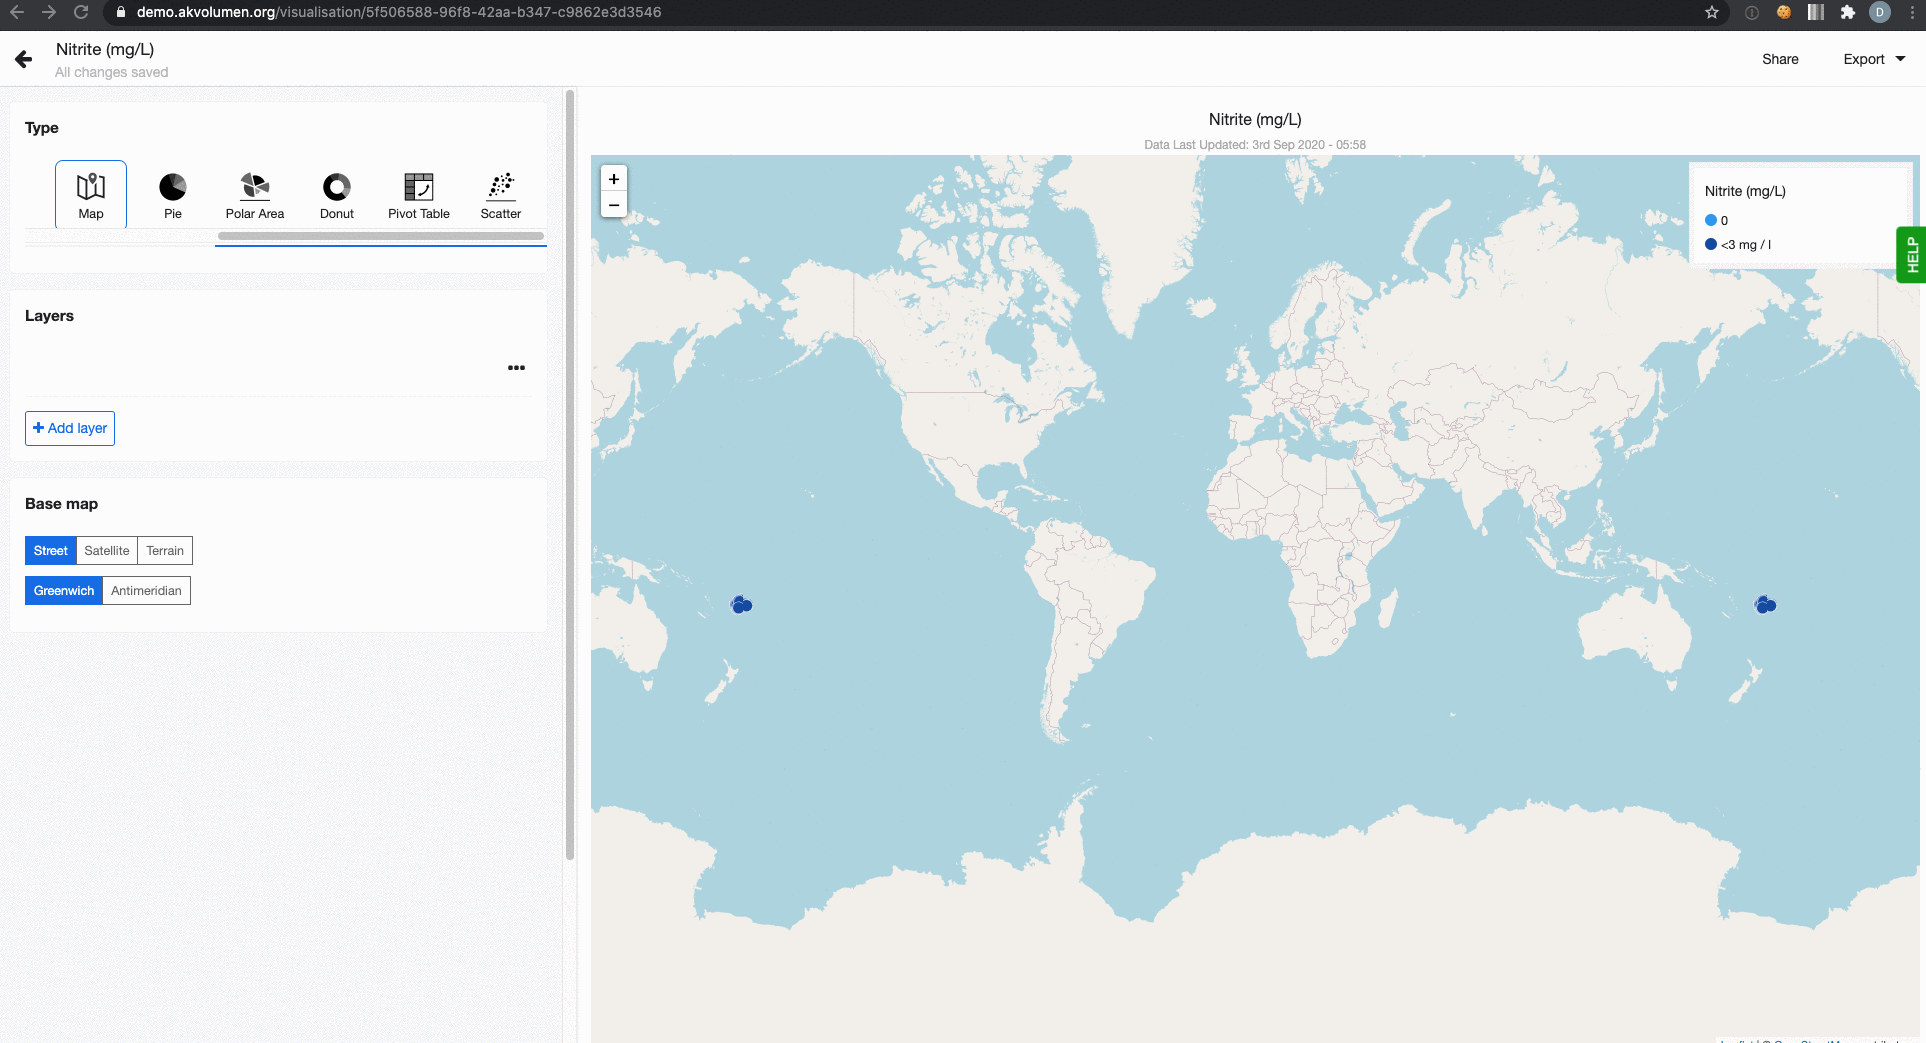 demo.akvolumen.org/visualisation/5f506588-96f8-42aa-b347-c9862e3d3546
D
Nitrite (mg/L)
All changes saved
Share
Export
Type
Map
Pie
Polar Area
Donut
Pivot Table
Scatter
Layers
+ Add layer
Base map
Street Satellite Terrain
Greenwich Antimeridian
Nitrite (mg/L)
Data Last Updated: 3rd Sep 2020 - 05:58
+
−
Nitrite (mg/L)
0
<3 mg / l
HELP